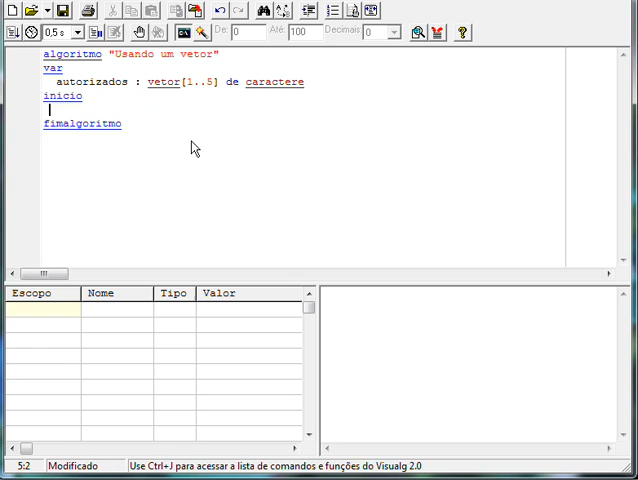 0,5 s De: 0 Até: 100 Decimais 0
algoritmo "Usando um vetor"
var
autorizados : vetor[1..5] de caractere
inicio
fimalgoritmo
Escopo Nome Tipo Valor
5:2 Modificado Use Ctrl+J para acessar a lista de comandos e funções do Visualg 2.0